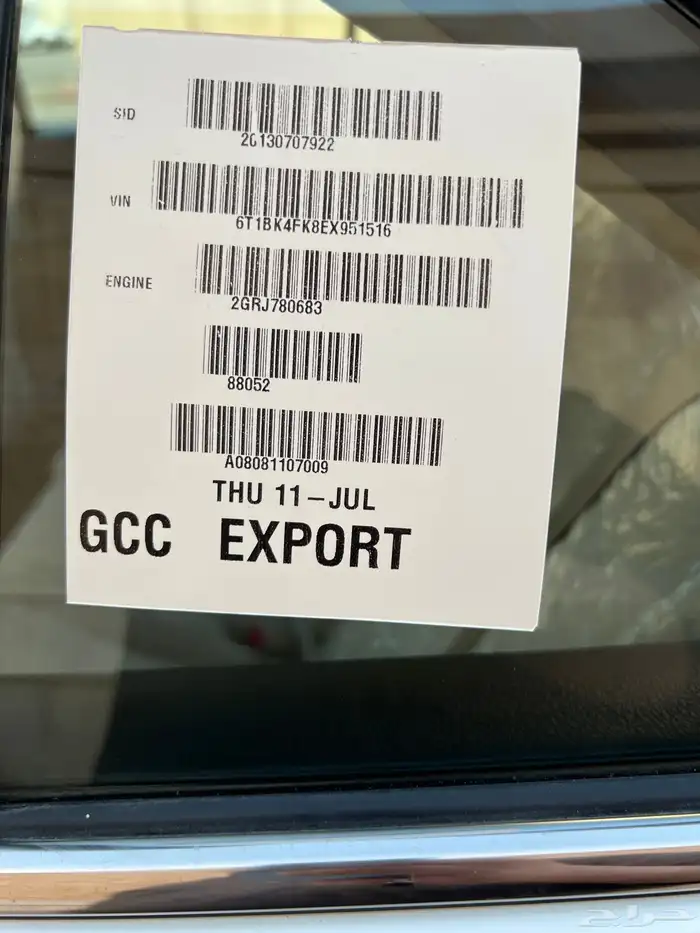 SID
20130707922
VIN
6T1BK4FK8EX951516
ENGINE
2GRJ780683
88052
A08081107009
THU 11-JUL
GCC EXPORT
حراج